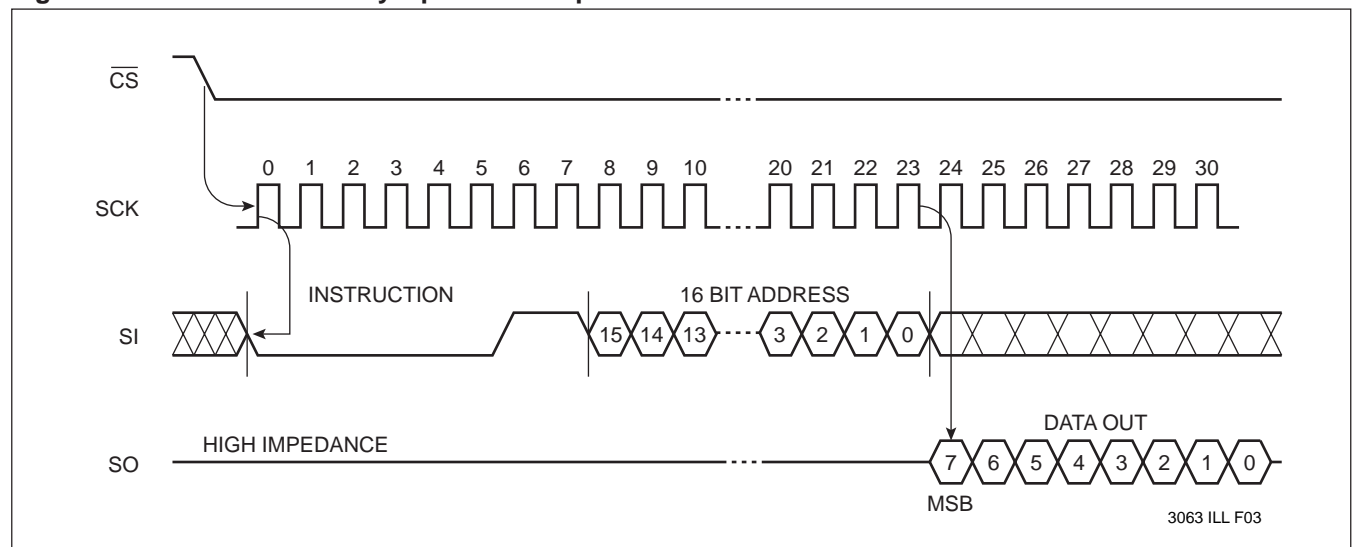 CS
0 1 2 3 4 5 6 7 8 9 10 20 21 22 23 24 25 26 27 28 29 30
SCK
INSTRUCTION 16 BIT ADDRESS
SI 15 14 13 3 2 1 0
DATA OUT
HIGH IMPEDANCE
SO 7 6 5 4 3 2 1 0
MSB
3063 ILL F03